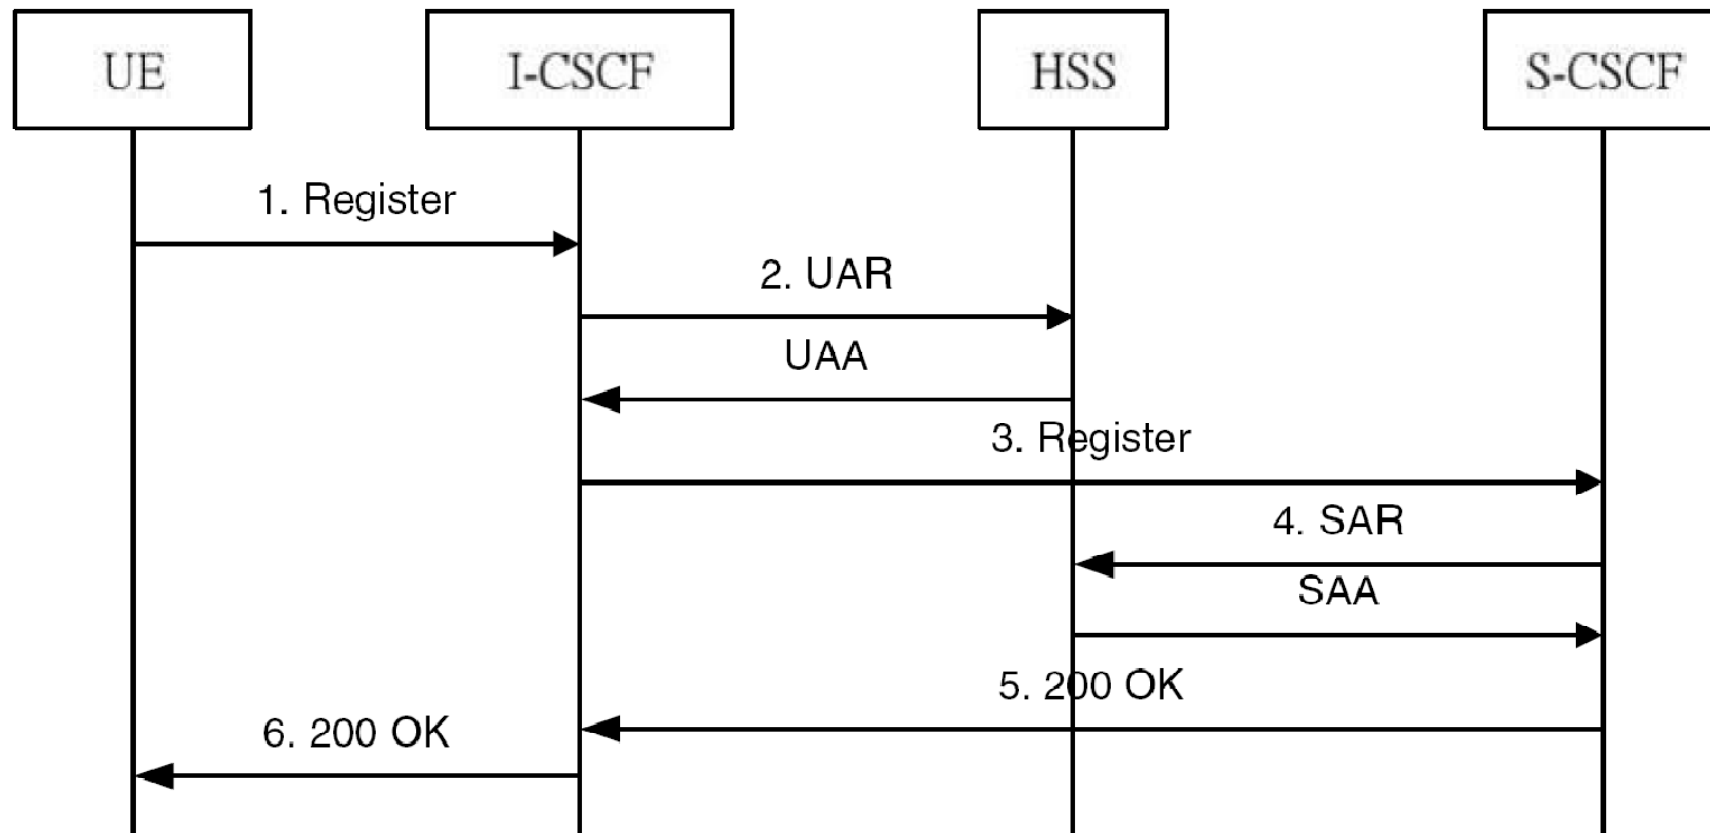 UE
I-CSCF
HSS
S-CSCF
1. Register
2. UAR
UAA
3. Register
4. SAR
SAA
5. 200 OK
6. 200 OK